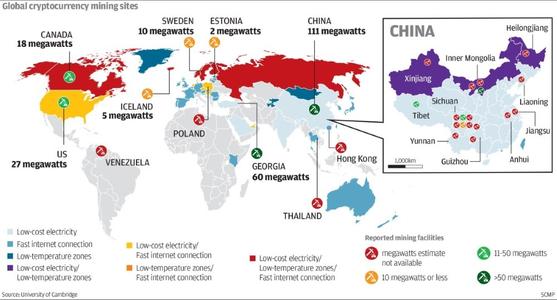 Global cryptocurrency mining sites
CANADA
18 megawatts
SWEDEN
10 megawatts
ESTONIA
2 megawatts
CHINA
111 megawatts
ICELAND
5 megawatts
US
27 megawatts
POLAND
VENEZUELA
GEORGIA
60 megawatts
Hong Kong
THAILAND
CHINA
Heilongjiang
Inner Mongolia
Xinjiang
Sichuan
Tibet
Liaoning
Jiangsu
Yunnan
Guizhou
Anhui
1,000km
Low-cost electricity
Fast internet connection
Low-temperature zones
Low-cost electricity/
Low-temperature zones
Low-cost electricity/
Fast internet connection
Low-temperature zones/
Fast internet connection
Low-cost electricity/
Low-temperature zones/
Fast internet connection
Reported mining facilities
megawatts estimate
not available
10 megawatts or less
11-50 megawatts
>50 megawatts
Source: University of Cambridge
SCMP